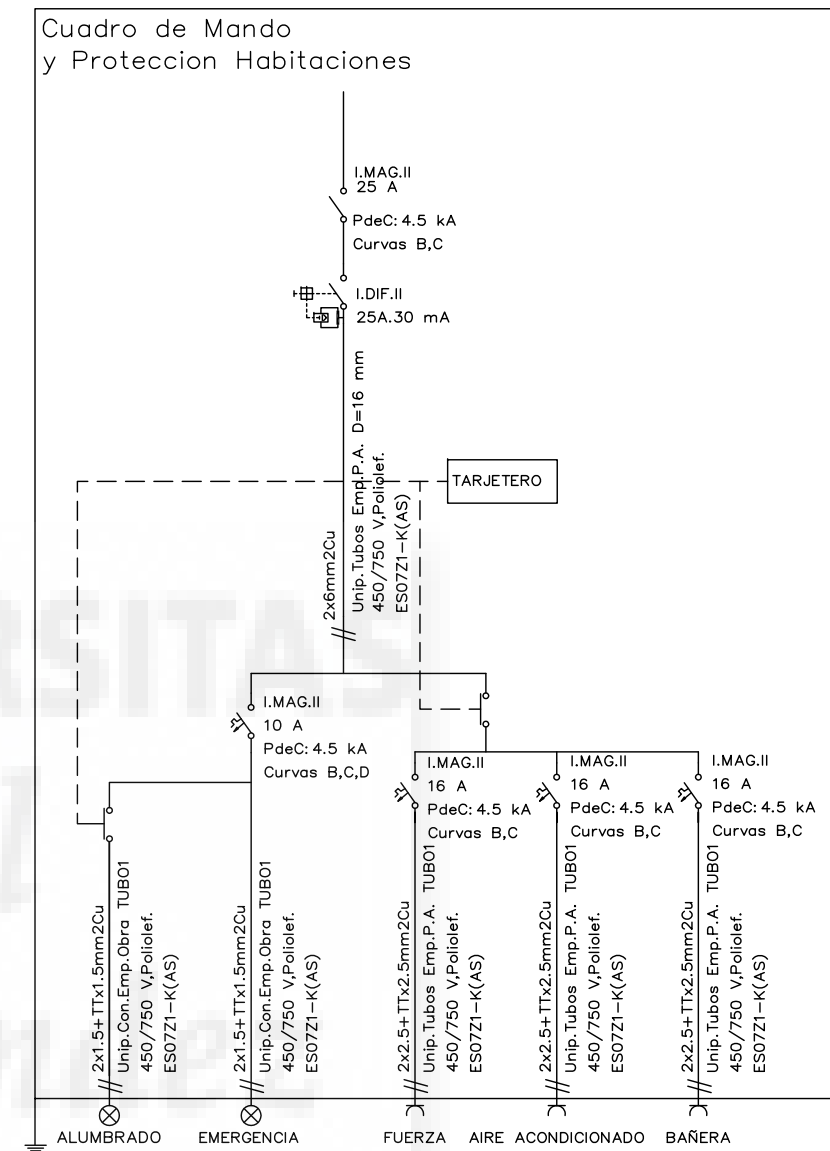 Cuadro de Mando
y Proteccion Habitaciones
I.MAG.II
25 A
PdeC: 4.5 kA
Curvas B,C
I.DIF.II
25A.30 mA
2x6mm2Cu
Unip.Tubos Emp.P.A. D=16 mm
450/750 V,Poliolef.
ES07Z1-K(AS)
TARJETERO
I.MAG.II
10 A
PdeC: 4.5 kA
Curvas B,C,D
I.MAG.II
16 A
PdeC: 4.5 kA
Curvas B,C
I.MAG.II
16 A
PdeC: 4.5 kA
Curvas B,C
I.MAG.II
16 A
PdeC: 4.5 kA
Curvas B,C
2x1.5+TTx1.5mm2Cu
Unip.Con.Emp.Obra TUBO1
450/750 V,Poliolef.
ES07Z1-K(AS)
2x1.5+TTx1.5mm2Cu
Unip.Con.Emp.Obra TUBO1
450/750 V,Poliolef.
ES07Z1-K(AS)
2x2.5+TTx2.5mm2Cu
Unip.Tubos Emp.P.A. TUBO1
450/750 V,Poliolef.
ES07Z1-K(AS)
2x2.5+TTx2.5mm2Cu
Unip.Tubos Emp.P.A. TUBO1
450/750 V,Poliolef.
ES07Z1-K(AS)
2x2.5+TTx2.5mm2Cu
Unip.Tubos Emp.P.A. TUBO1
450/750 V,Poliolef.
ES07Z1-K(AS)
ALUMBRADO
EMERGENCIA
FUERZA
AIRE ACONDICIONADO
BAÑERA
RSITAS